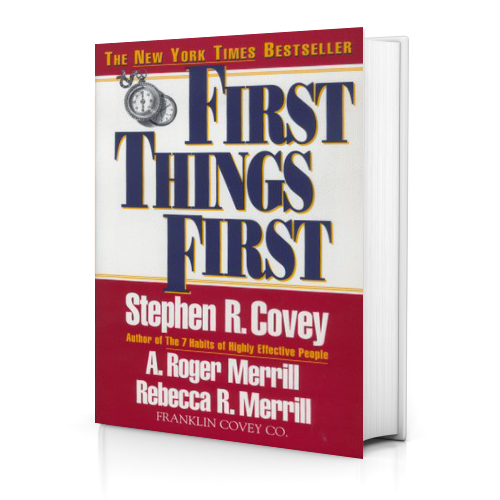 THE NEW YORK TIMES BESTSELLER
FIRST
THINGS
FIRST
Stephen R. Covey
Author of The 7 Habits of Highly Effective People
A. Roger Merrill
Rebecca R. Merrill
FRANKLIN COVEY CO.